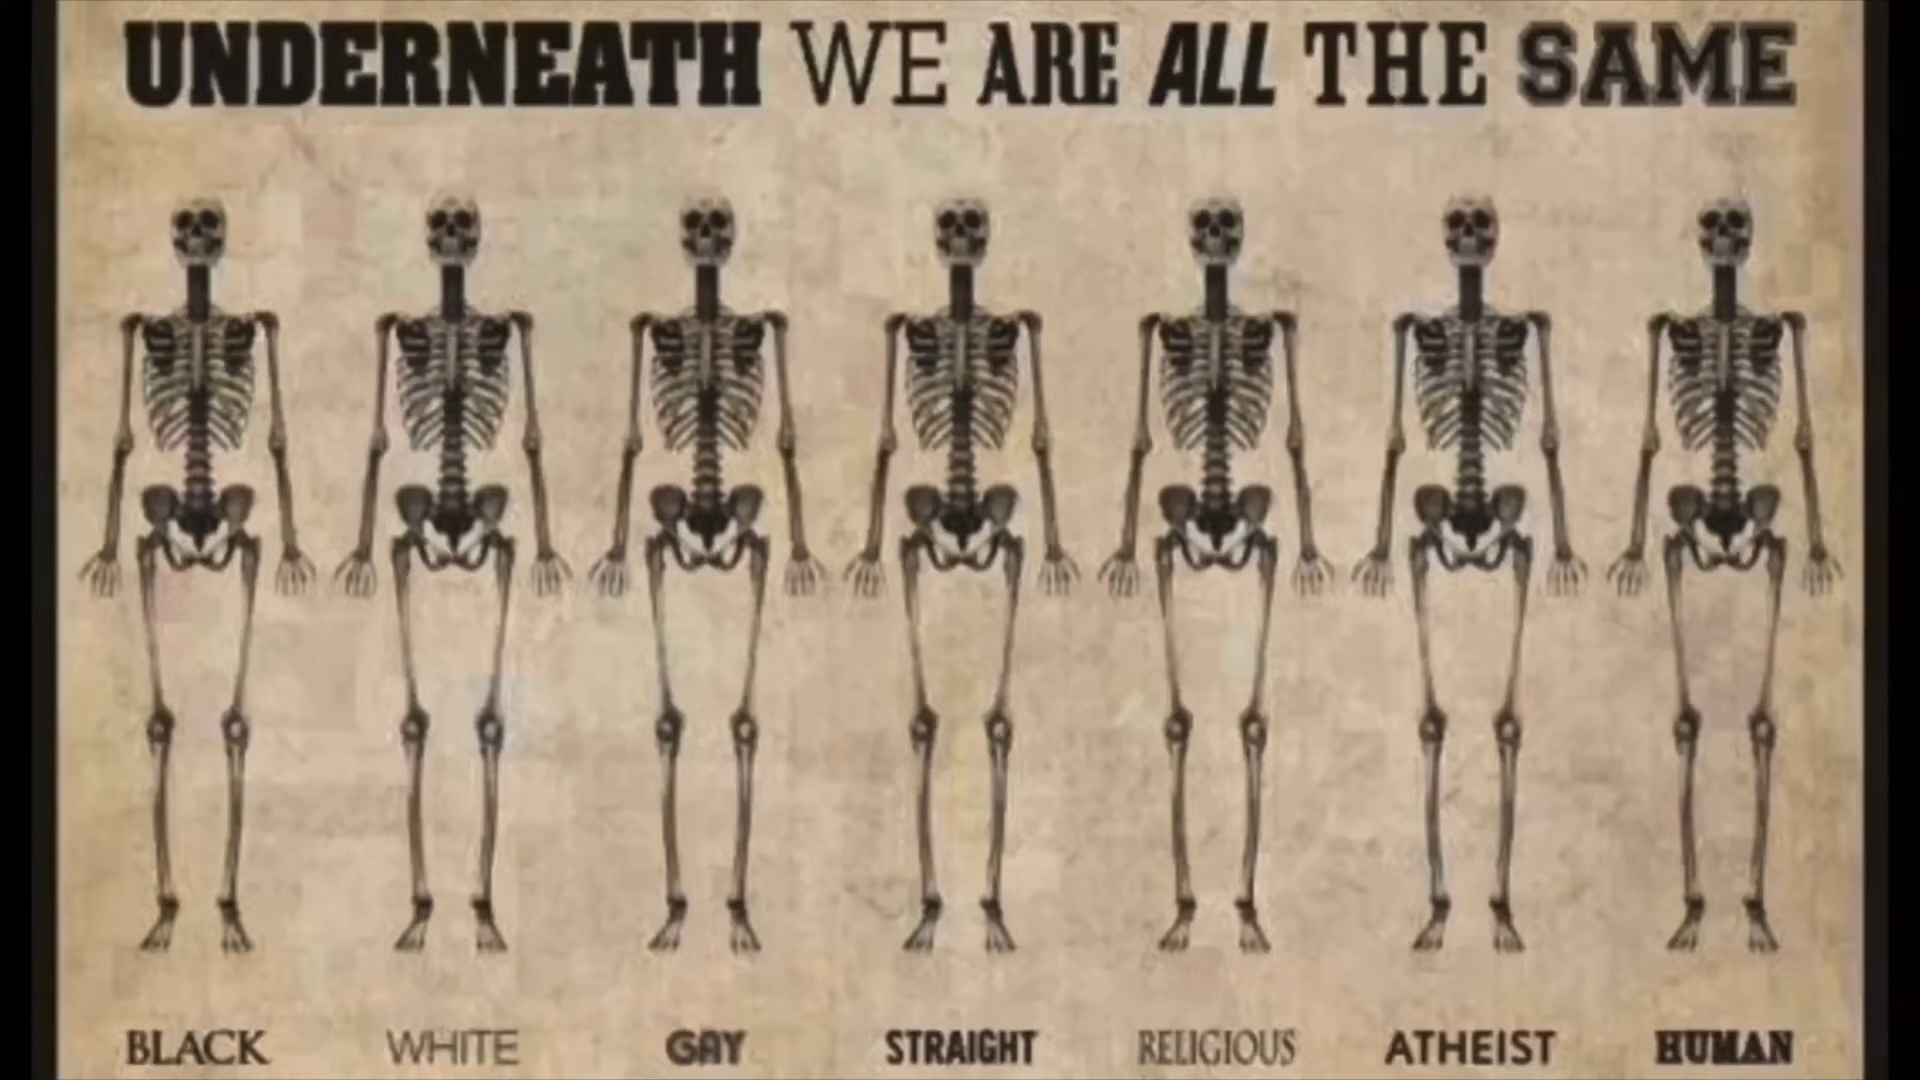 UNDERNEATH WE ARE ALL THE SAME
BLACK WHITE GAY STRAIGHT RELIGIOUS ATHEIST HUMAN